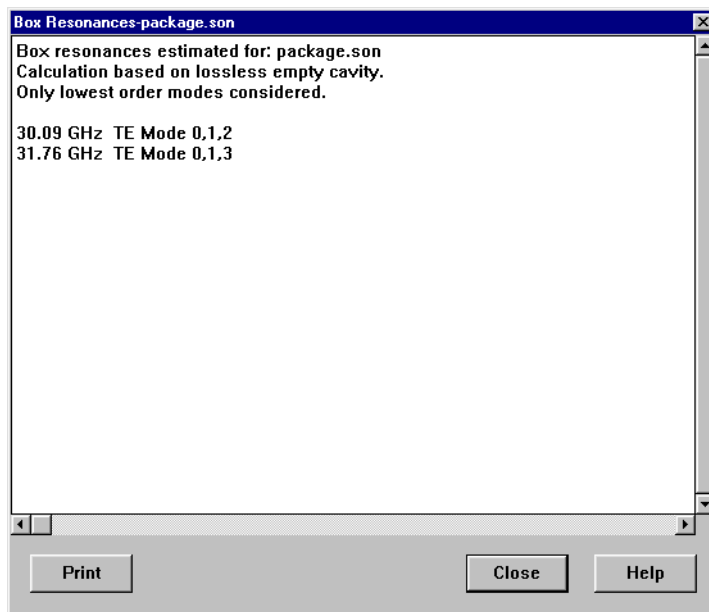 Box Resonances-package.son
Box resonances estimated for: package.son
Calculation based on lossless empty cavity.
Only lowest order modes considered.
30.09 GHz  TE Mode 0,1,2
31.76 GHz  TE Mode 0,1,3
Print Close Help